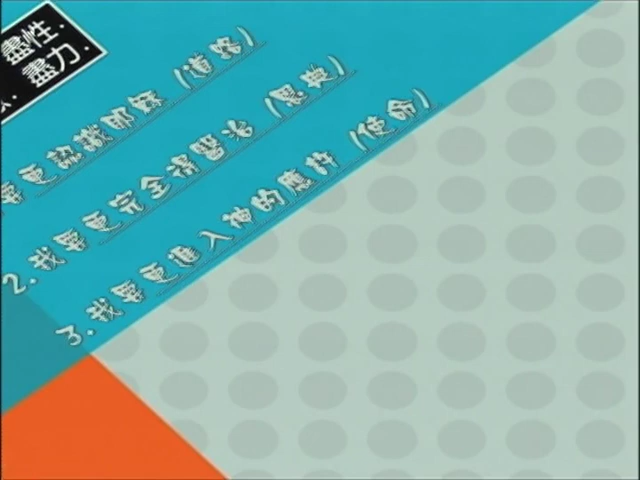 盡性.
盡力.
要更認識耶穌 (道路)
2. 我要更完全得醫治 (恩典)
3. 我要更進入神的應許 (使命)